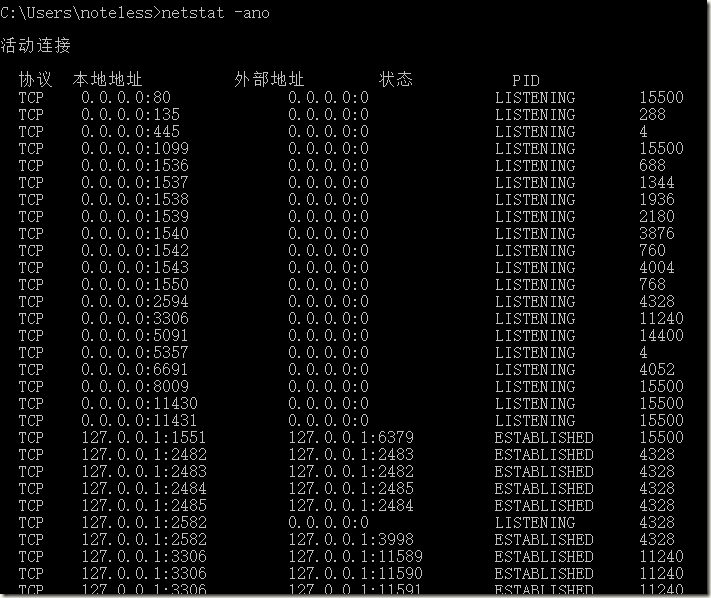 C:\Users\noteless>netstat -ano
活动连接
协议 本地地址 外部地址 状态 PID
TCP 0.0.0.0:80 0.0.0.0:0 LISTENING 15500
TCP 0.0.0.0:135 0.0.0.0:0 LISTENING 288
TCP 0.0.0.0:445 0.0.0.0:0 LISTENING 4
TCP 0.0.0.0:1099 0.0.0.0:0 LISTENING 15500
TCP 0.0.0.0:1536 0.0.0.0:0 LISTENING 688
TCP 0.0.0.0:1537 0.0.0.0:0 LISTENING 1344
TCP 0.0.0.0:1538 0.0.0.0:0 LISTENING 1936
TCP 0.0.0.0:1539 0.0.0.0:0 LISTENING 2180
TCP 0.0.0.0:1540 0.0.0.0:0 LISTENING 3876
TCP 0.0.0.0:1542 0.0.0.0:0 LISTENING 760
TCP 0.0.0.0:1543 0.0.0.0:0 LISTENING 4004
TCP 0.0.0.0:1550 0.0.0.0:0 LISTENING 768
TCP 0.0.0.0:2594 0.0.0.0:0 LISTENING 4328
TCP 0.0.0.0:3306 0.0.0.0:0 LISTENING 11240
TCP 0.0.0.0:5091 0.0.0.0:0 LISTENING 14400
TCP 0.0.0.0:5357 0.0.0.0:0 LISTENING 4
TCP 0.0.0.0:6691 0.0.0.0:0 LISTENING 4052
TCP 0.0.0.0:8009 0.0.0.0:0 LISTENING 15500
TCP 0.0.0.0:11430 0.0.0.0:0 LISTENING 15500
TCP 0.0.0.0:11431 0.0.0.0:0 LISTENING 15500
TCP 127.0.0.1:1551 127.0.0.1:6379 ESTABLISHED 15500
TCP 127.0.0.1:2482 127.0.0.1:2483 ESTABLISHED 4328
TCP 127.0.0.1:2483 127.0.0.1:2482 ESTABLISHED 4328
TCP 127.0.0.1:2484 127.0.0.1:2485 ESTABLISHED 4328
TCP 127.0.0.1:2485 127.0.0.1:2484 ESTABLISHED 4328
TCP 127.0.0.1:2582 0.0.0.0:0 LISTENING 4328
TCP 127.0.0.1:2582 127.0.0.1:3998 ESTABLISHED 4328
TCP 127.0.0.1:3306 127.0.0.1:11589 ESTABLISHED 11240
TCP 127.0.0.1:3306 127.0.0.1:11590 ESTABLISHED 11240
TCP 127.0.0.1:3306 127.0.0.1:11591 ESTABLISHED 11240